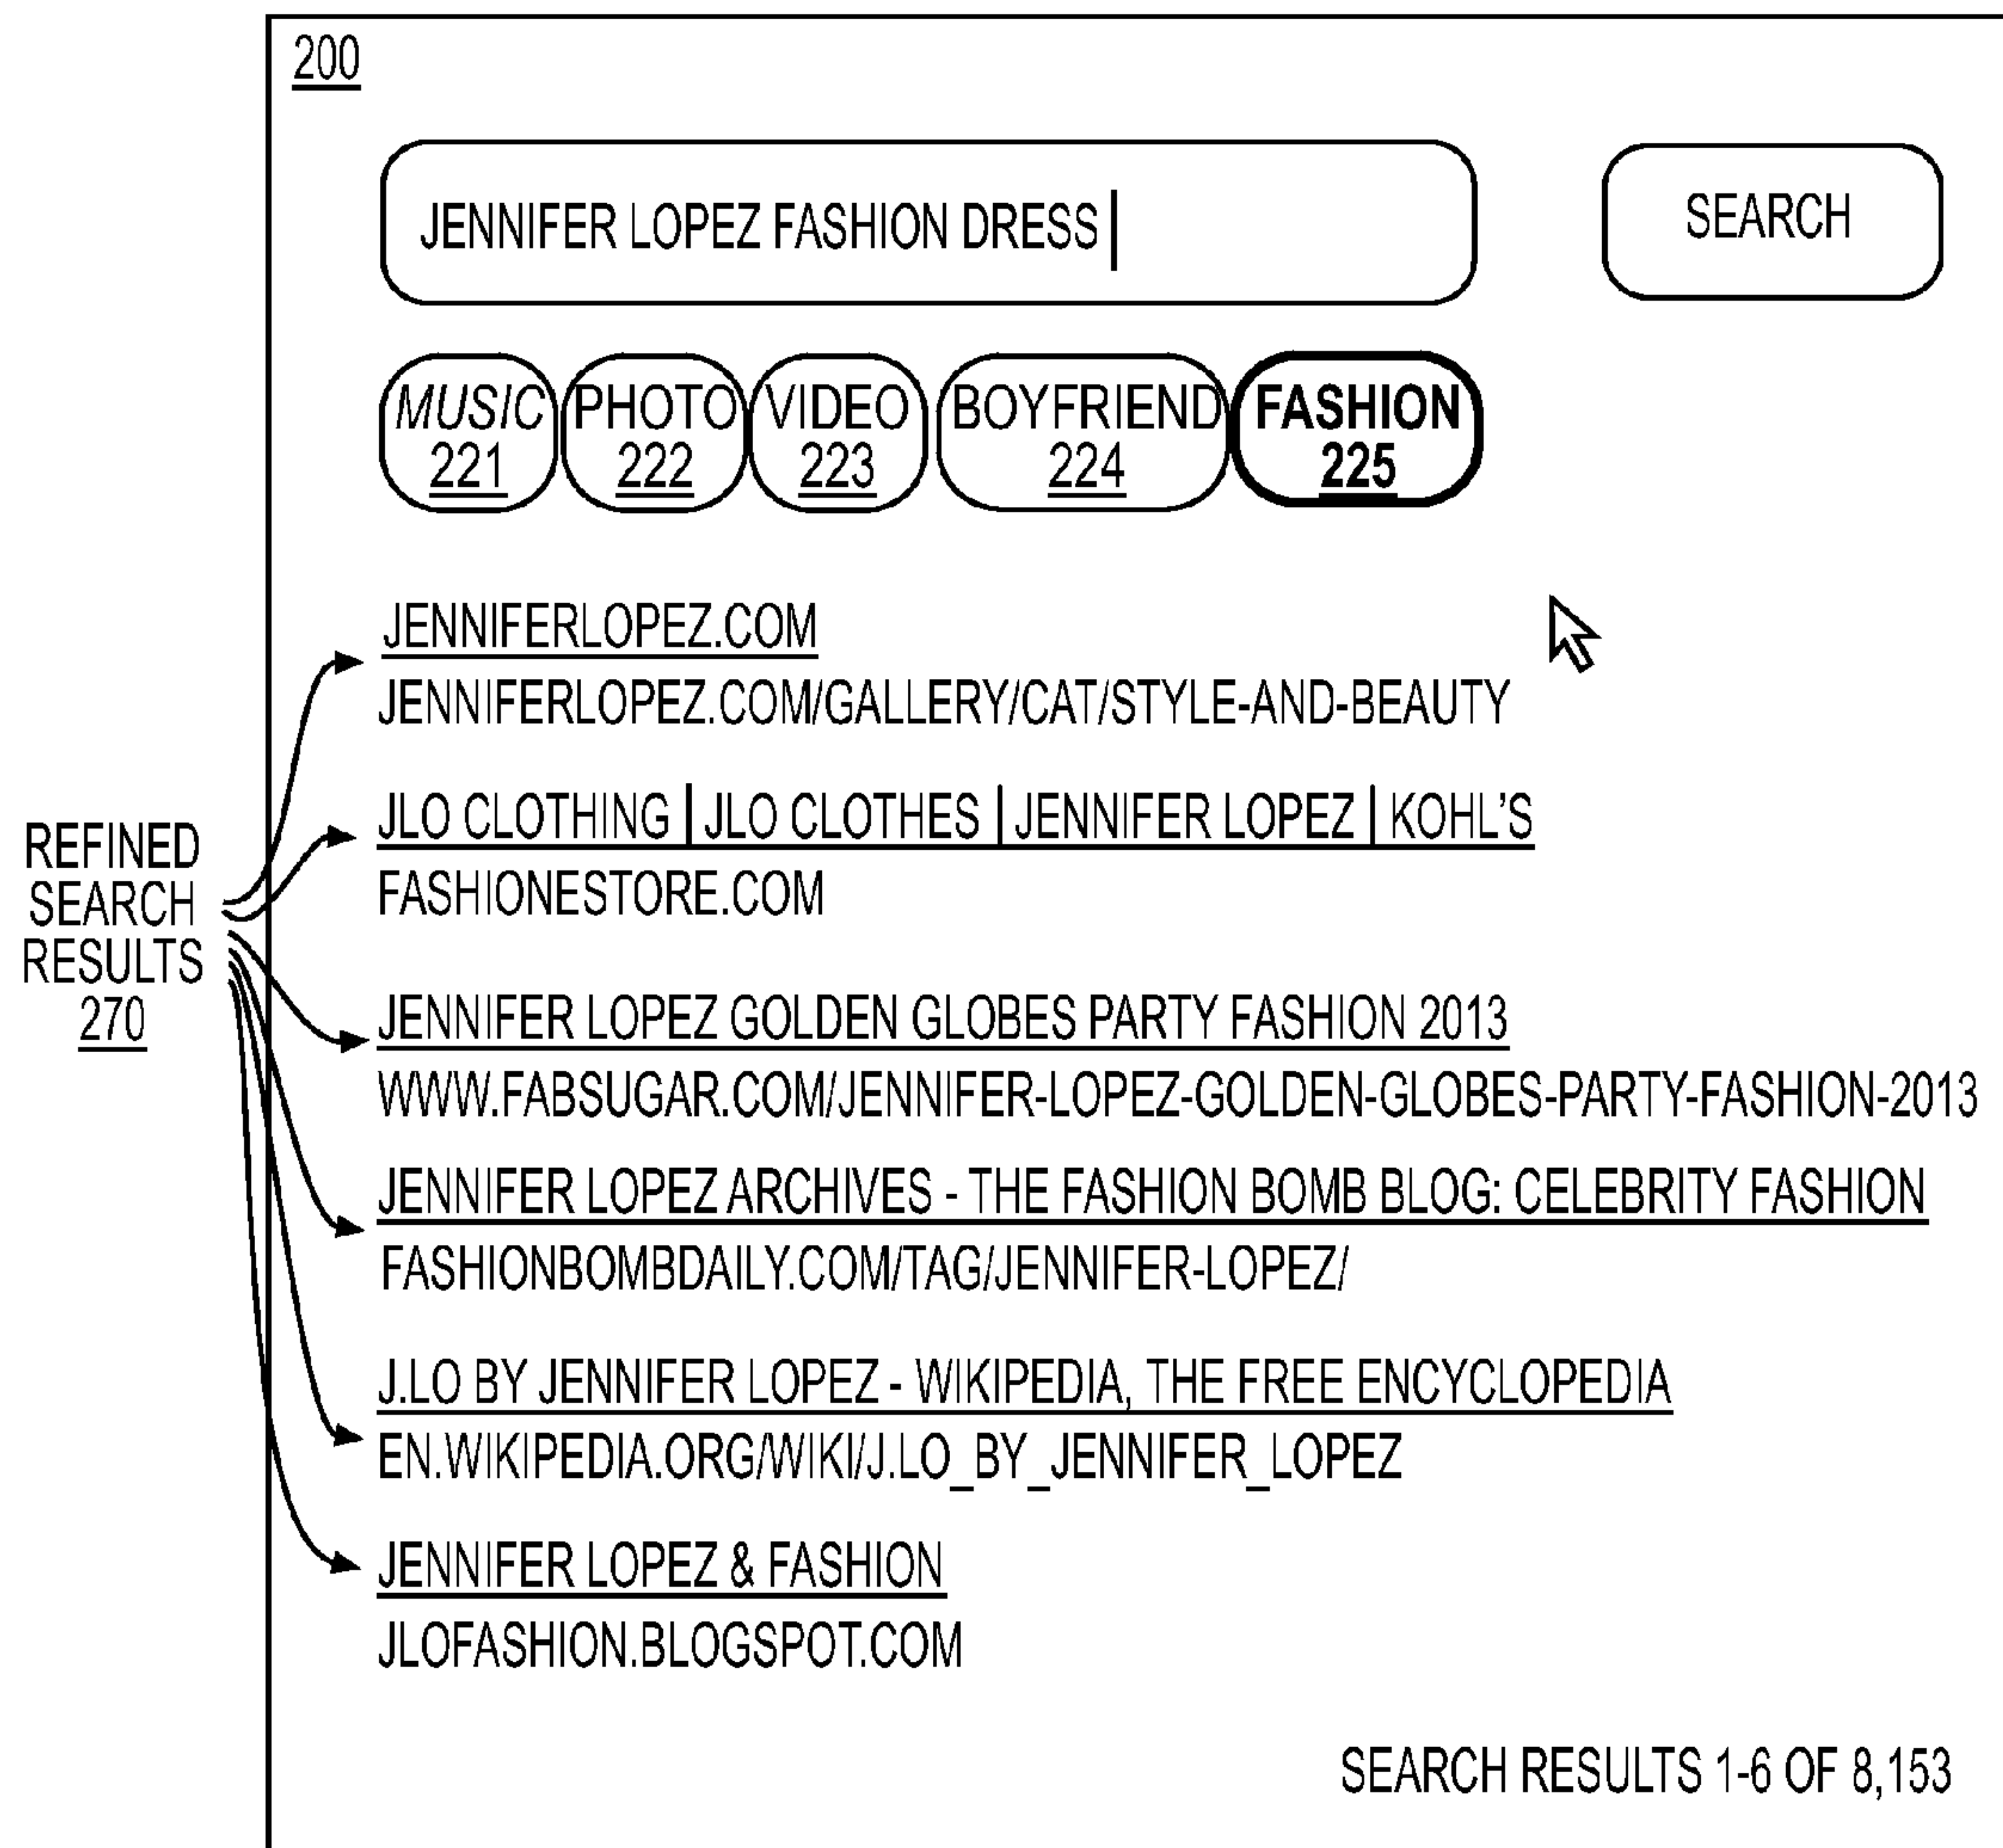 200
JENNIFER LOPEZ FASHION DRESS
SEARCH
MUSIC PHOTO VIDEO BOYFRIEND FASHION
221 222 223 224 225
JENNIFERLOPEZ.COM
JENNIFERLOPEZ.COM/GALLERY/CAT/STYLE-AND-BEAUTY
JLO CLOTHING | JLO CLOTHES | JENNIFER LOPEZ | KOHL'S
FASHIONESTORE.COM
REFINED
SEARCH
RESULTS
270
JENNIFER LOPEZ GOLDEN GLOBES PARTY FASHION 2013
WWW.FABSUGAR.COM/JENNIFER-LOPEZ-GOLDEN-GLOBES-PARTY-FASHION-2013
JENNIFER LOPEZ ARCHIVES - THE FASHION BOMB BLOG: CELEBRITY FASHION
FASHIONBOMBDAILY.COM/TAG/JENNIFER-LOPEZ/
J.LO BY JENNIFER LOPEZ - WIKIPEDIA, THE FREE ENCYCLOPEDIA
EN.WIKIPEDIA.ORG/WIKI/J.LO_BY_JENNIFER_LOPEZ
JENNIFER LOPEZ & FASHION
JLOFASHION.BLOGSPOT.COM
SEARCH RESULTS 1-6 OF 8,153